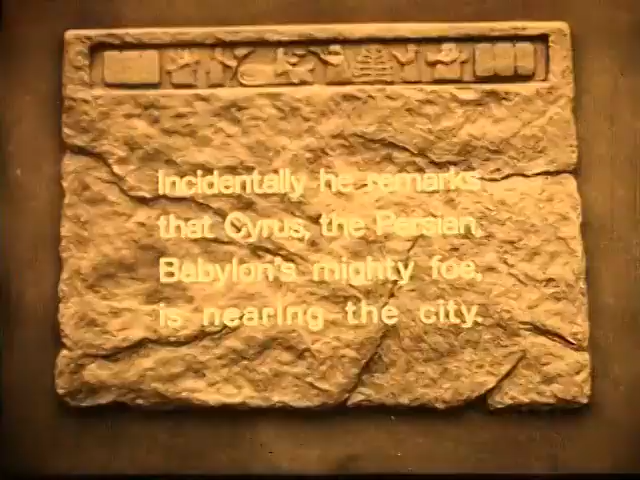 Incidentally he remarks
that Cyrus, the Persian,
Babylon's mighty foe,
is nearing the city.